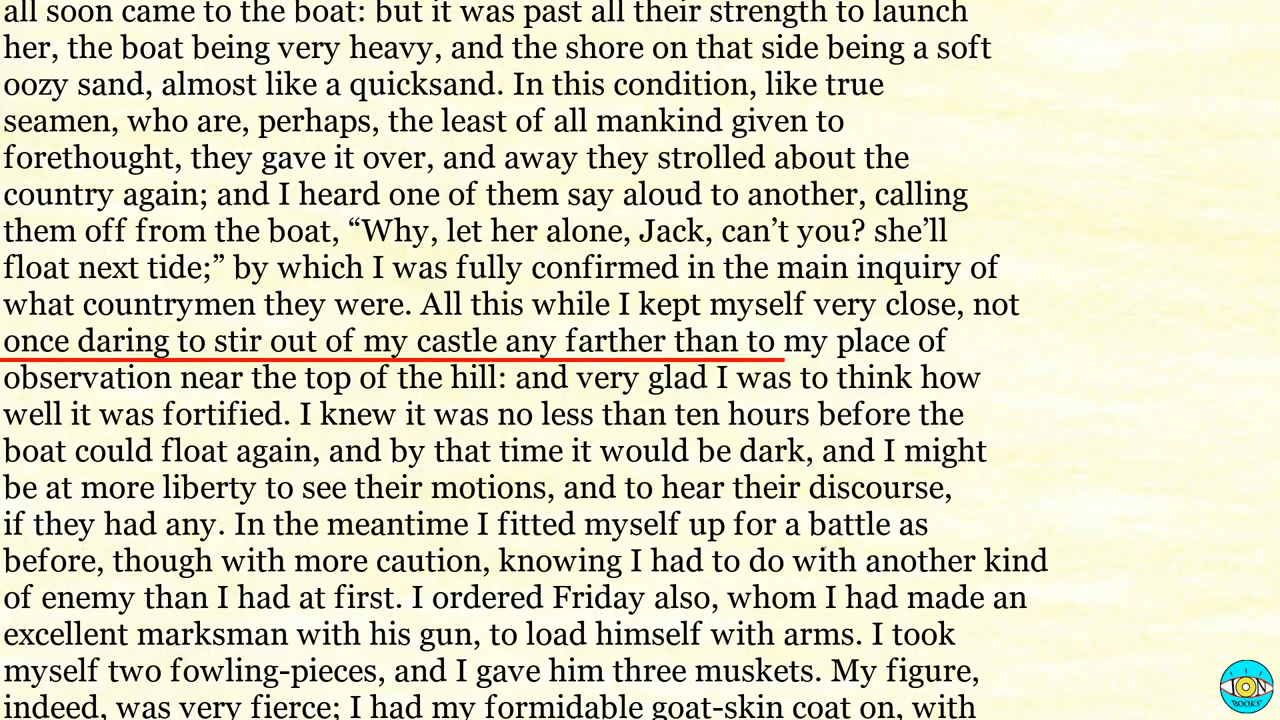 all soon came to the boat: but it was past all their strength to launch
her, the boat being very heavy, and the shore on that side being a soft
oozy sand, almost like a quicksand. In this condition, like true
seamen, who are, perhaps, the least of all mankind given to
forethought, they gave it over, and away they strolled about the
country again; and I heard one of them say aloud to another, calling
them off from the boat, “Why, let her alone, Jack, can’t you? she’ll
float next tide;” by which I was fully confirmed in the main inquiry of
what countrymen they were. All this while I kept myself very close, not
once daring to stir out of my castle any farther than to my place of
observation near the top of the hill: and very glad I was to think how
well it was fortified. I knew it was no less than ten hours before the
boat could float again, and by that time it would be dark, and I might
be at more liberty to see their motions, and to hear their discourse,
if they had any. In the meantime I fitted myself up for a battle as
before, though with more caution, knowing I had to do with another kind
of enemy than I had at first. I ordered Friday also, whom I had made an
excellent marksman with his gun, to load himself with arms. I took
myself two fowling-pieces, and I gave him three muskets. My figure,
indeed, was very fierce; I had my formidable goat-skin coat on, with
ION
BOOKS